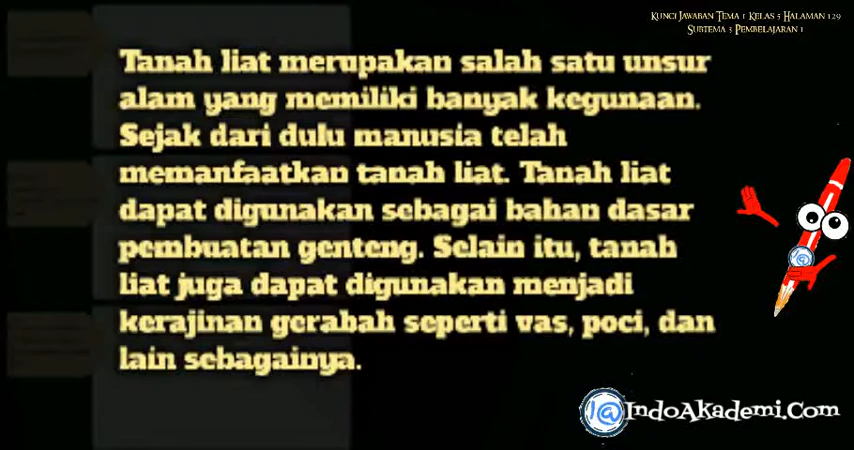 Kunci Jawaban Tema 1 Kelas 5 Halaman 129
Subtema 3 Pembelajaran 1
Tanah liat merupakan salah satu unsur
alam yang memiliki banyak kegunaan.
Sejak dari dulu manusia telah
memanfaatkan tanah liat. Tanah liat
dapat digunakan sebagai bahan dasar
pembuatan genteng. Selain itu, tanah
liat juga dapat digunakan menjadi
kerajinan gerabah seperti vas, poci, dan
lain sebagainya.
I@ IndoAkademi.Com